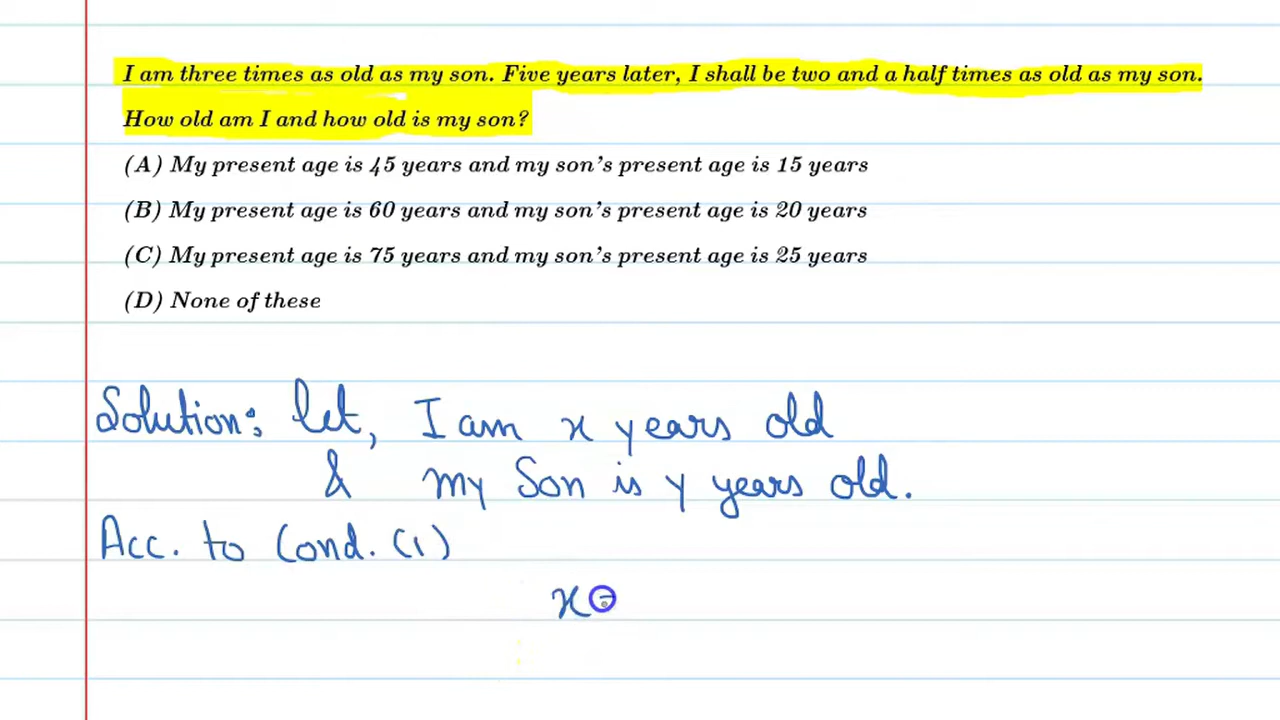 I am three times as old as my son. Five years later, I shall be two and a half times as old as my son.
How old am I and how old is my son?
(A) My present age is 45 years and my son's present age is 15 years
(B) My present age is 60 years and my son's present age is 20 years
(C) My present age is 75 years and my son's present age is 25 years
(D) None of these
Solution: let, I am x years old
& my Son is y years old.
Acc. to Cond. (1)
x =